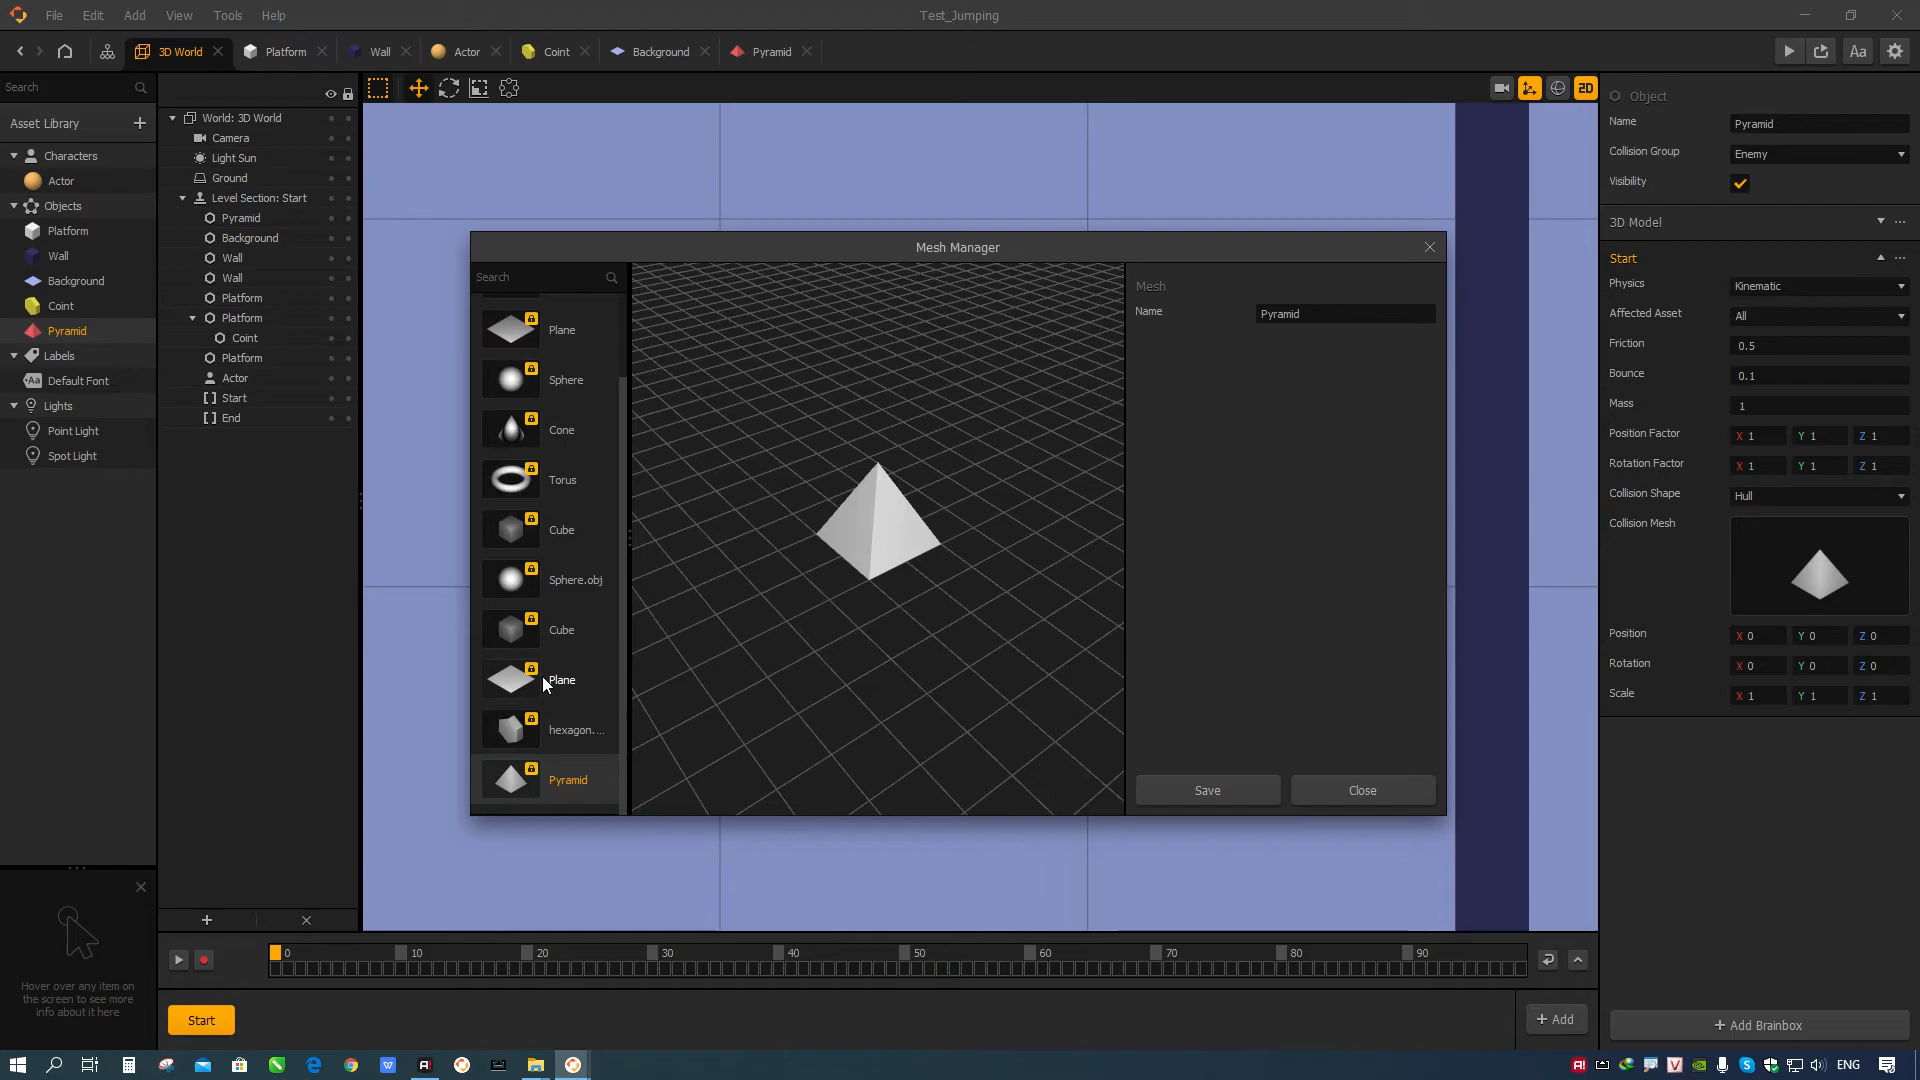 File Edit Add View Tools Help
Test_Jumping
3D World
Platform
Wall
Actor
Coint
Background
Pyramid
Aa
Search
Asset Library
Characters
Actor
Objects
Platform
Wall
Background
Coint
Pyramid
Labels
Aa Default Font
Lights
Point Light
Spot Light
World: 3D World
Camera
Light Sun
Ground
Level Section: Start
Pyramid
Background
Wall
Wall
Platform
Platform
Coint
Platform
Actor
Start
End
2D
Mesh Manager
Search
Plane
Sphere
Cone
Torus
Cube
Sphere.obj
Cube
Plane
hexagon....
Pyramid
Mesh
Name Pyramid
Save Close
Object
Name Pyramid
Collision Group Enemy
Visibility
3D Model
Start
Physics Kinematic
Affected Asset All
Friction 0.5
Bounce 0.1
Mass 1
Position Factor X 1 Y 1 Z 1
Rotation Factor X 1 Y 1 Z 1
Collision Shape Hull
Collision Mesh
Position X 0 Y 0 Z 0
Rotation X 0 Y 0 Z 0
Scale X 1 Y 1 Z 1
Add Brainbox
Hover over any item on
the screen to see more
info about it here
0 10 20 30 40 50 60 70 80 90
Start
Add
ENG